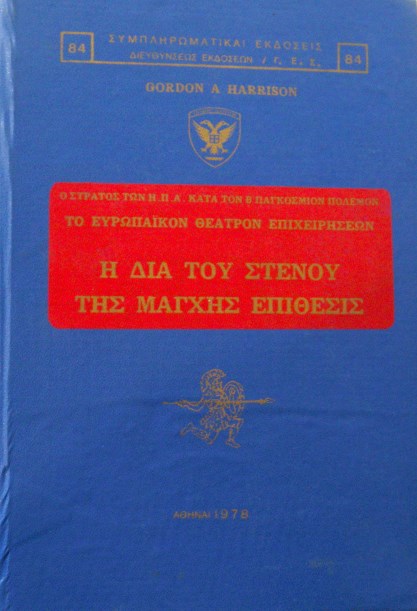 84 ΣΥΜΠΛΗΡΩΜΑΤΙΚΑΙ ΕΚΔΟΣΕΙΣ 84
ΔΙΕΥΘΥΝΣΕΩΣ ΕΚΔΟΣΕΩΝ / Γ. Ε. Σ.
GORDON A HARRISON
Ο ΣΤΡΑΤΟΣ ΤΩΝ Η.Π.Α. ΚΑΤΑ ΤΟΝ Β ΠΑΓΚΟΣΜΙΟΝ ΠΟΛΕΜΟΝ
ΤΟ ΕΥΡΩΠΑΪΚΟΝ ΘΕΑΤΡΟΝ ΕΠΙΧΕΙΡΗΣΕΩΝ
Η ΔΙΑ ΤΟΥ ΣΤΕΝΟΥ
ΤΗΣ ΜΑΓΧΗΣ ΕΠΙΘΕΣΙΣ
ΑΘΗΝΑΙ 1978